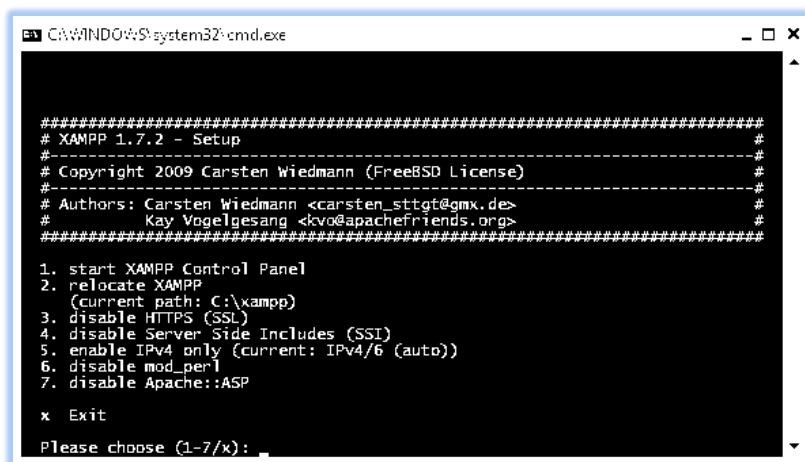 C:\WINDOWS\system32\cmd.exe
################################################################################
# XAMPP 1.7.2 - Setup #
#------------------------------------------------------------------------------#
# Copyright 2009 Carsten Wiedmann (FreeBSD License) #
#------------------------------------------------------------------------------#
# Authors: Carsten Wiedmann <carsten_sttgt@gmx.de> #
# Kay Vogelgesang <kvo@apachefriends.org> #
################################################################################
1. start XAMPP Control Panel
2. relocate XAMPP
(current path: C:\xampp)
3. disable HTTPS (SSL)
4. disable Server Side Includes (SSI)
5. enable IPv4 only (current: IPv4/6 (auto))
6. disable mod_perl
7. disable Apache::ASP
x Exit
Please choose (1-7/x): _